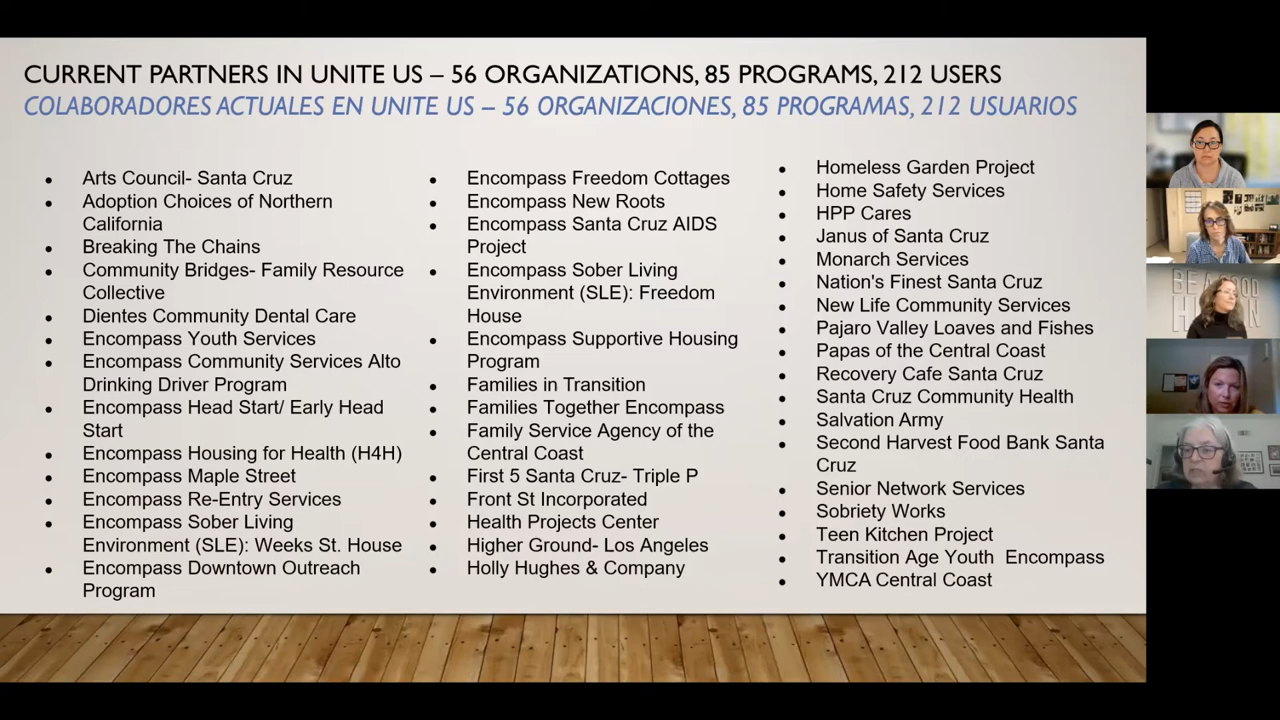 CURRENT PARTNERS IN UNITE US – 56 ORGANIZATIONS, 85 PROGRAMS, 212 USERS
COLABORADORES ACTUALES EN UNITE US – 56 ORGANIZACIONES, 85 PROGRAMAS, 212 USUARIOS
Arts Council- Santa Cruz
Adoption Choices of Northern
California
Breaking The Chains
Community Bridges- Family Resource
Collective
Dientes Community Dental Care
Encompass Youth Services
Encompass Community Services Alto
Drinking Driver Program
Encompass Head Start/ Early Head
Start
Encompass Housing for Health (H4H)
Encompass Maple Street
Encompass Re-Entry Services
Encompass Sober Living
Environment (SLE): Weeks St. House
Encompass Downtown Outreach
Program
Encompass Freedom Cottages
Encompass New Roots
Encompass Santa Cruz AIDS
Project
Encompass Sober Living
Environment (SLE): Freedom
House
Encompass Supportive Housing
Program
Families in Transition
Families Together Encompass
Family Service Agency of the
Central Coast
First 5 Santa Cruz- Triple P
Front St Incorporated
Health Projects Center
Higher Ground- Los Angeles
Holly Hughes & Company
Homeless Garden Project
Home Safety Services
HPP Cares
Janus of Santa Cruz
Monarch Services
Nation's Finest Santa Cruz
New Life Community Services
Pajaro Valley Loaves and Fishes
Papas of the Central Coast
Recovery Cafe Santa Cruz
Santa Cruz Community Health
Salvation Army
Second Harvest Food Bank Santa
Cruz
Senior Network Services
Sobriety Works
Teen Kitchen Project
Transition Age Youth  Encompass
YMCA Central Coast
BE A GOOD